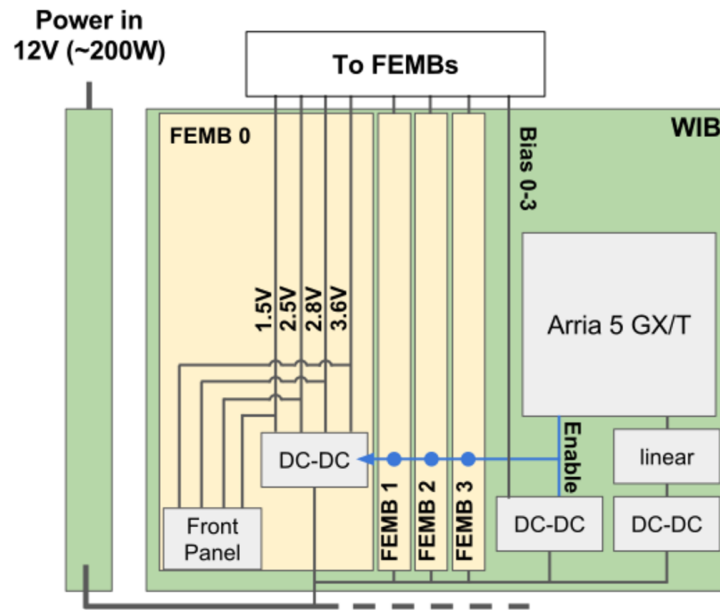 Power in
12V (~200W)
To FEMBs
FEMB 0
WIB
Bias 0-3
1.5V
2.5V
2.8V
3.6V
Arria 5 GX/T
Enable
DC-DC
linear
FEMB 1
FEMB 2
FEMB 3
Front
Panel
DC-DC
DC-DC